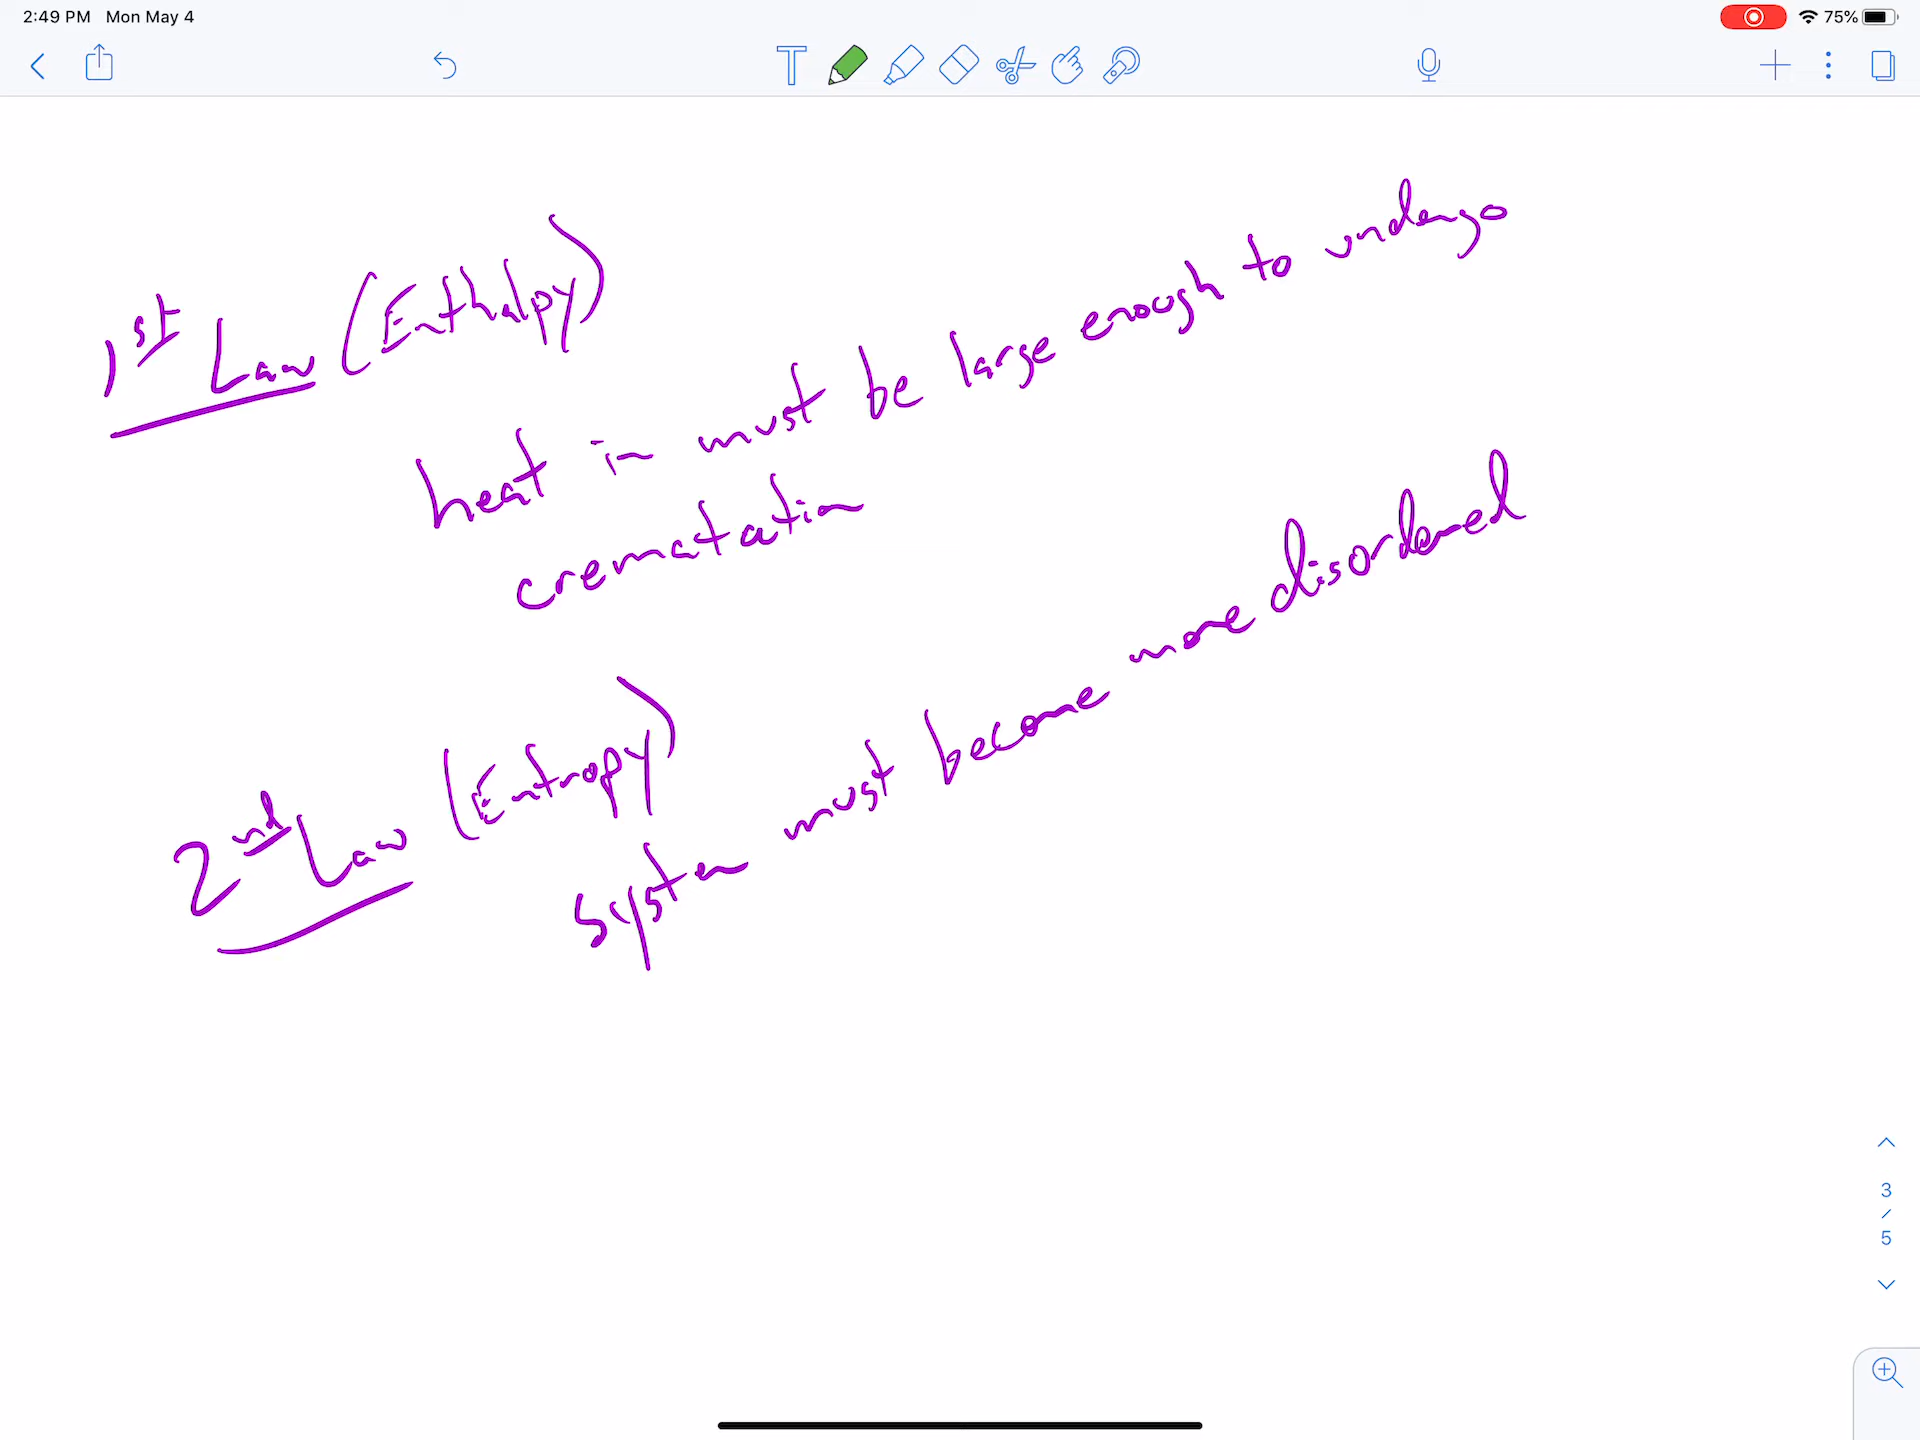 2:49 PM Mon May 4
75%
T
1st Law (Enthalpy)
heat in must be large enough to undergo
crematation
2nd Law (Entropy)
system must become more disordered
3
/
5